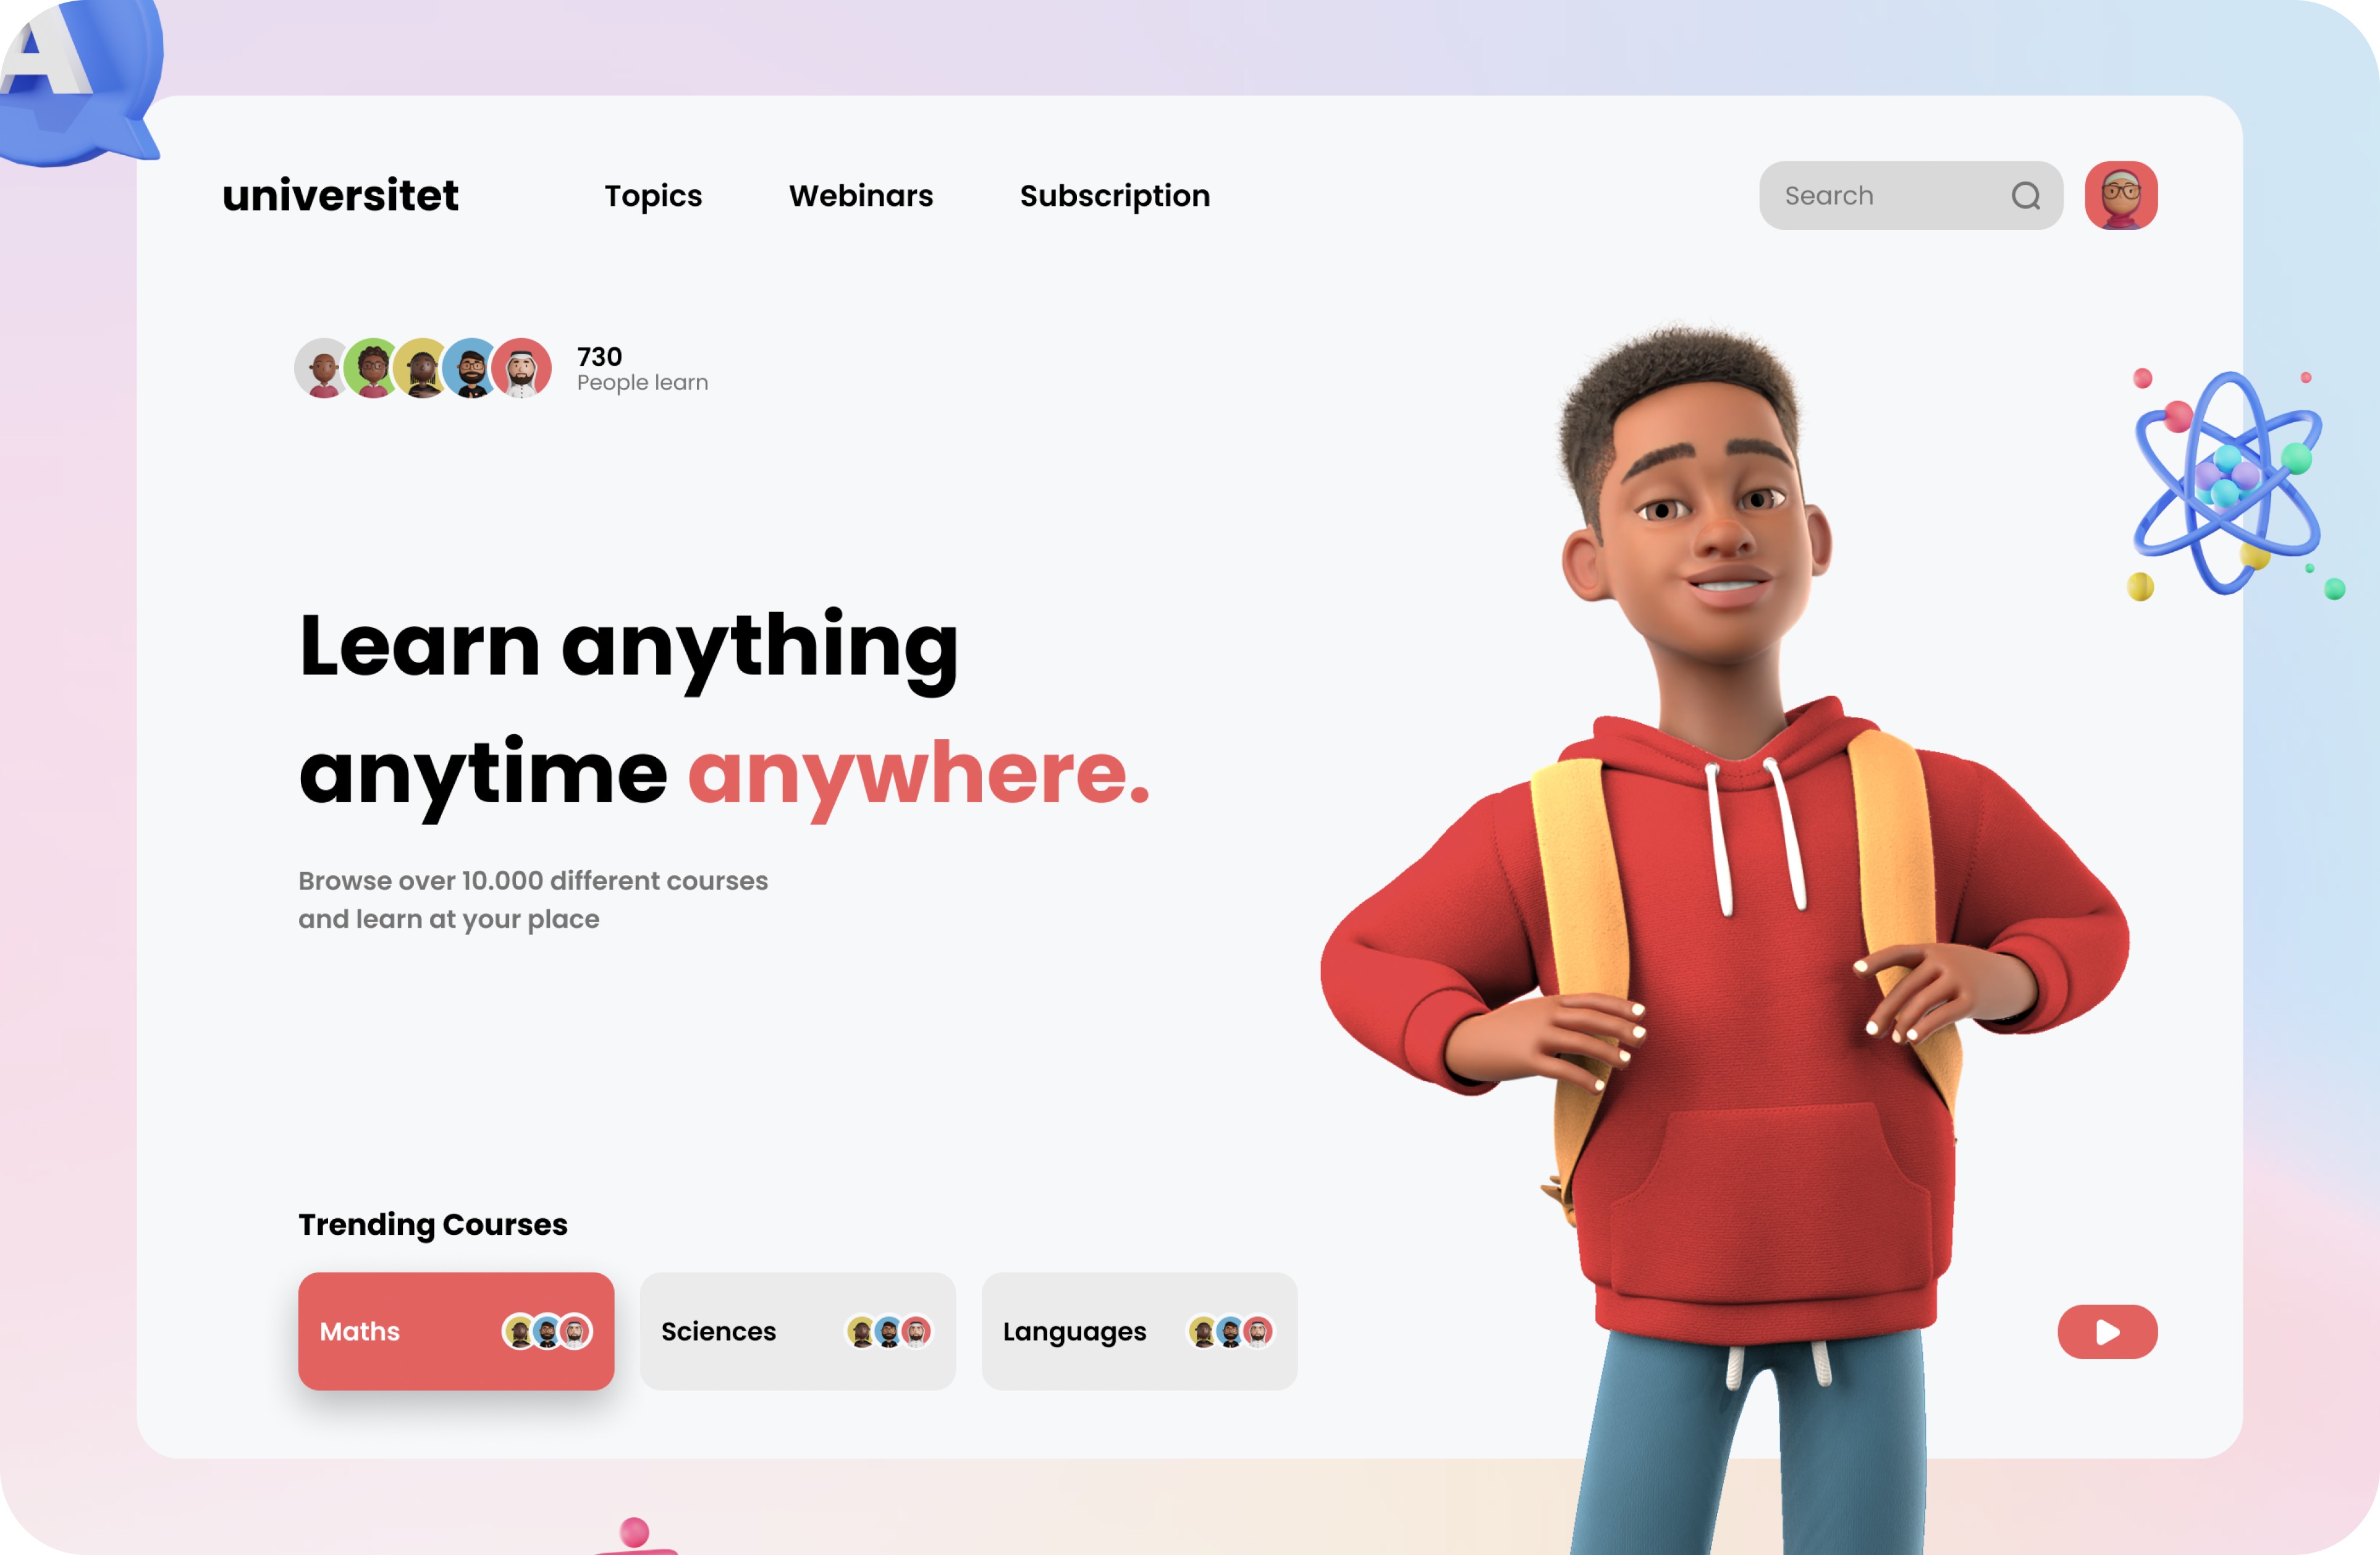 A
universitet
Topics
Webinars
Subscription
Search
730
People learn
Learn anything
anytime anywhere.
Browse over 10.000 different courses
and learn at your place
Trending Courses
Maths
Sciences
Languages